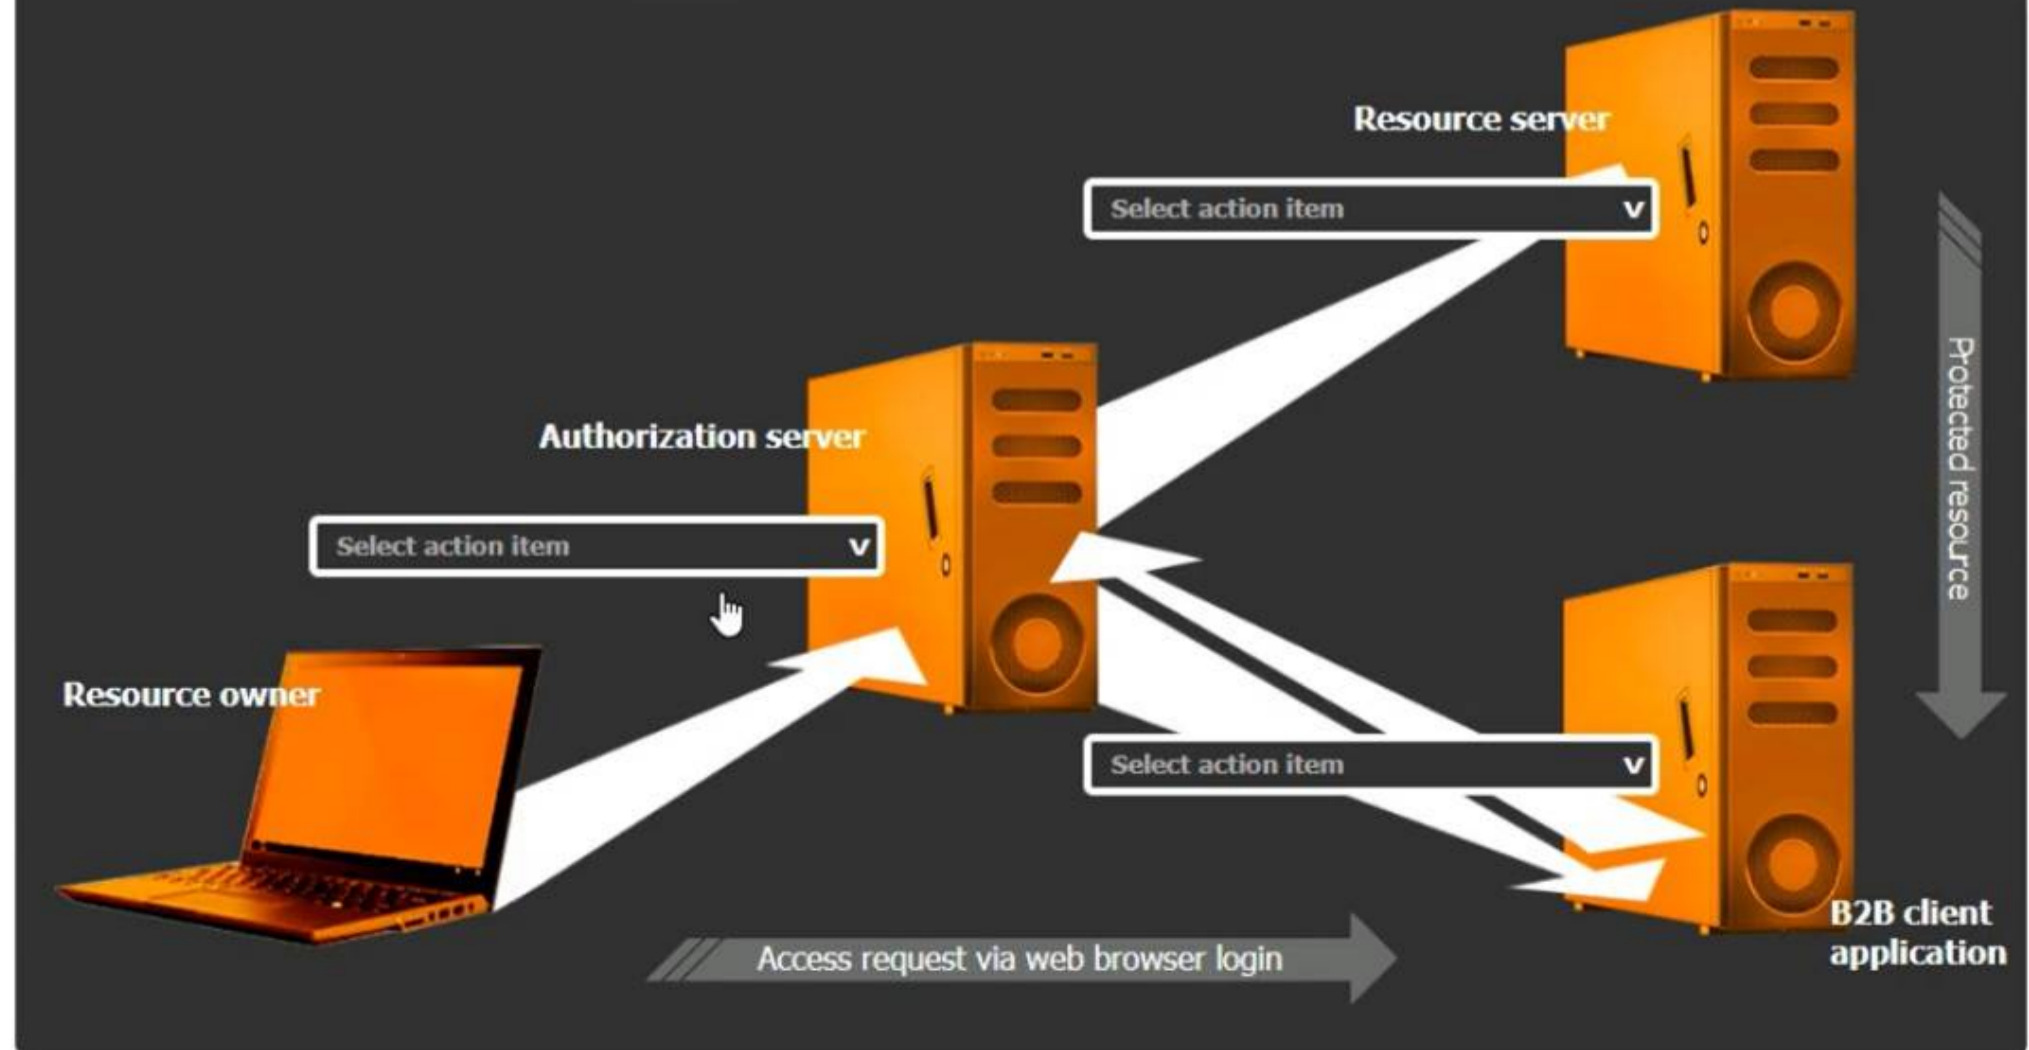 Resource server
Select action item v
Authorization server
Select action item v
Resource owner
Protected resource
Select action item v
B2B client
application
Access request via web browser login